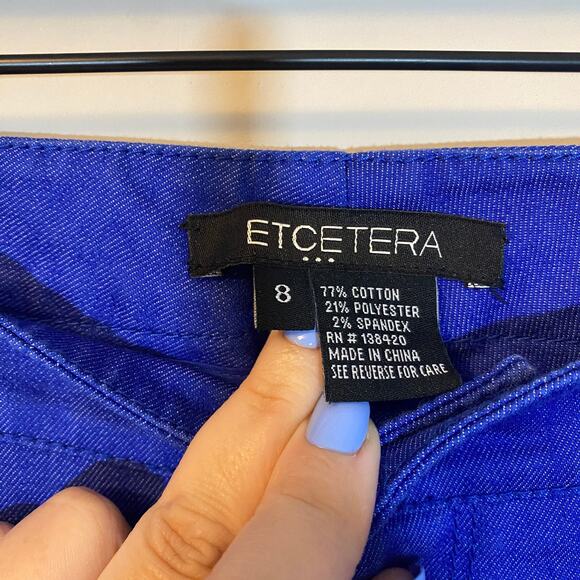 ETCETERA
...
8
77% COTTON
21% POLYESTER
2% SPANDEX
RN # 138420
MADE IN CHINA
SEE REVERSE FOR CARE